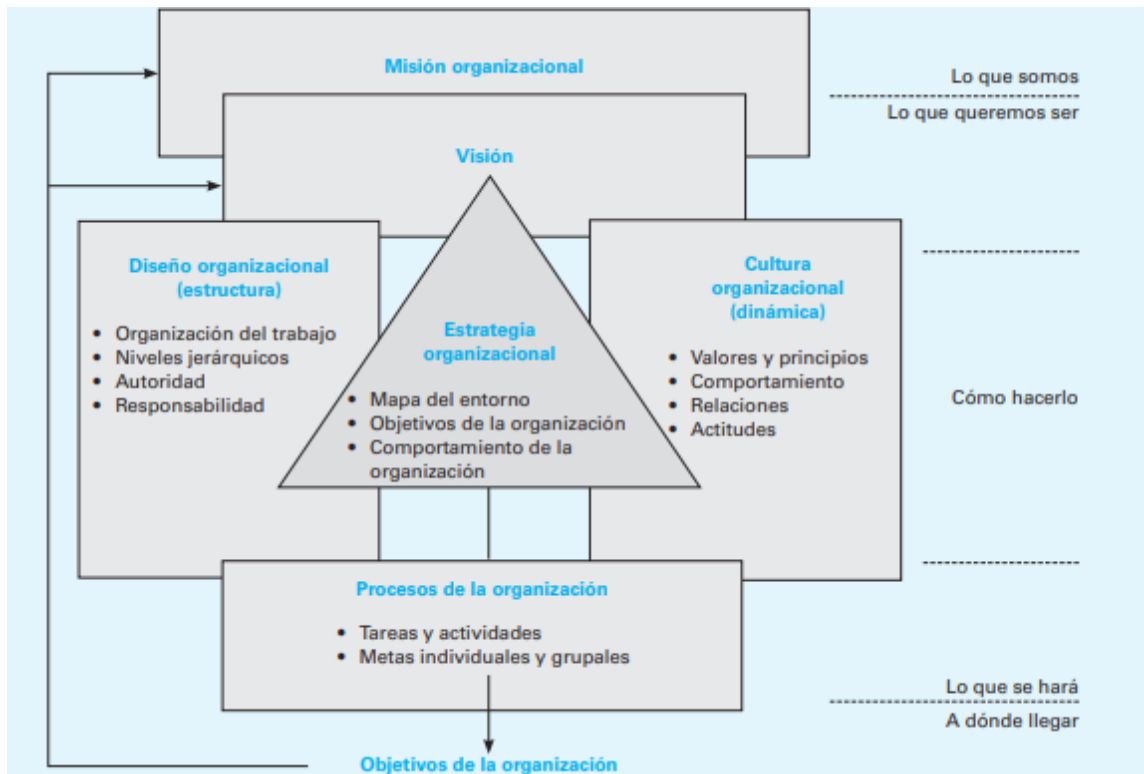 Misión organizacional
Lo que somos
Lo que queremos ser
Visión
Diseño organizacional
(estructura)
• Organización del trabajo
• Niveles jerárquicos
• Autoridad
• Responsabilidad
Estrategia
organizacional
• Mapa del entorno
• Objetivos de la organización
• Comportamiento de la
organización
Cultura
organizacional
(dinámica)
• Valores y principios
• Comportamiento
• Relaciones
• Actitudes
Cómo hacerlo
Procesos de la organización
• Tareas y actividades
• Metas individuales y grupales
Lo que se hará
A dónde llegar
Objetivos de la organización